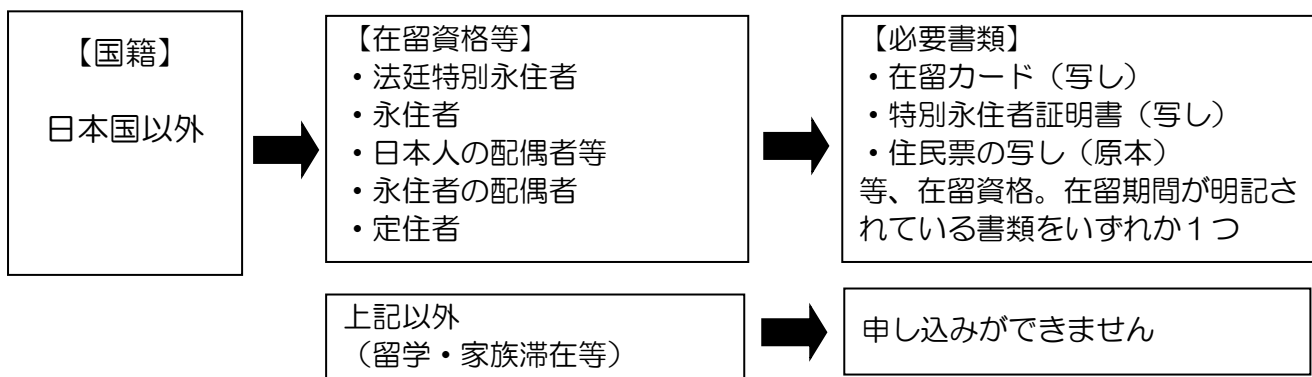 【国籍】
日本国以外
【在留資格等】
・法廷特別永住者
・永住者
・日本人の配偶者等
・永住者の配偶者
・定住者
【必要書類】
・在留カード（写し）
・特別永住者証明書（写し）
・住民票の写し（原本）
等、在留資格。在留期間が明記さ
れている書類をいずれか１つ
上記以外
（留学・家族滞在等）
申し込みができません